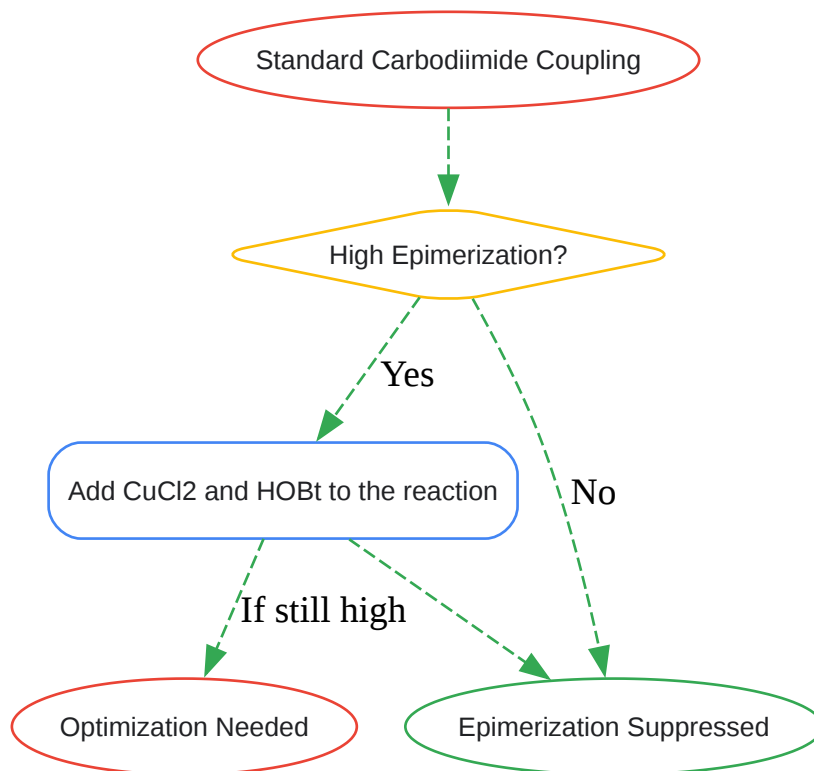 Standard Carbodiimide Coupling
High Epimerization?
Yes
Add CuCl2 and HOBt to the reaction
No
If still high
Optimization Needed
Epimerization Suppressed